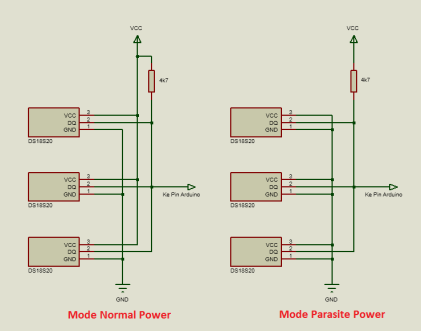 VCC
4k7
VCC 3
DQ 2
GND 1
DS18S20
VCC 3
DQ 2
GND 1
DS18S20
Ke Pin Arduino
VCC 3
DQ 2
GND 1
DS18S20
GND
Mode Normal Power
VCC
4k7
VCC 3
DQ 2
GND 1
DS18S20
VCC 3
DQ 2
GND 1
DS18S20
Ke Pin Arduino
VCC 3
DQ 2
GND 1
DS18S20
GND
Mode Parasite Power